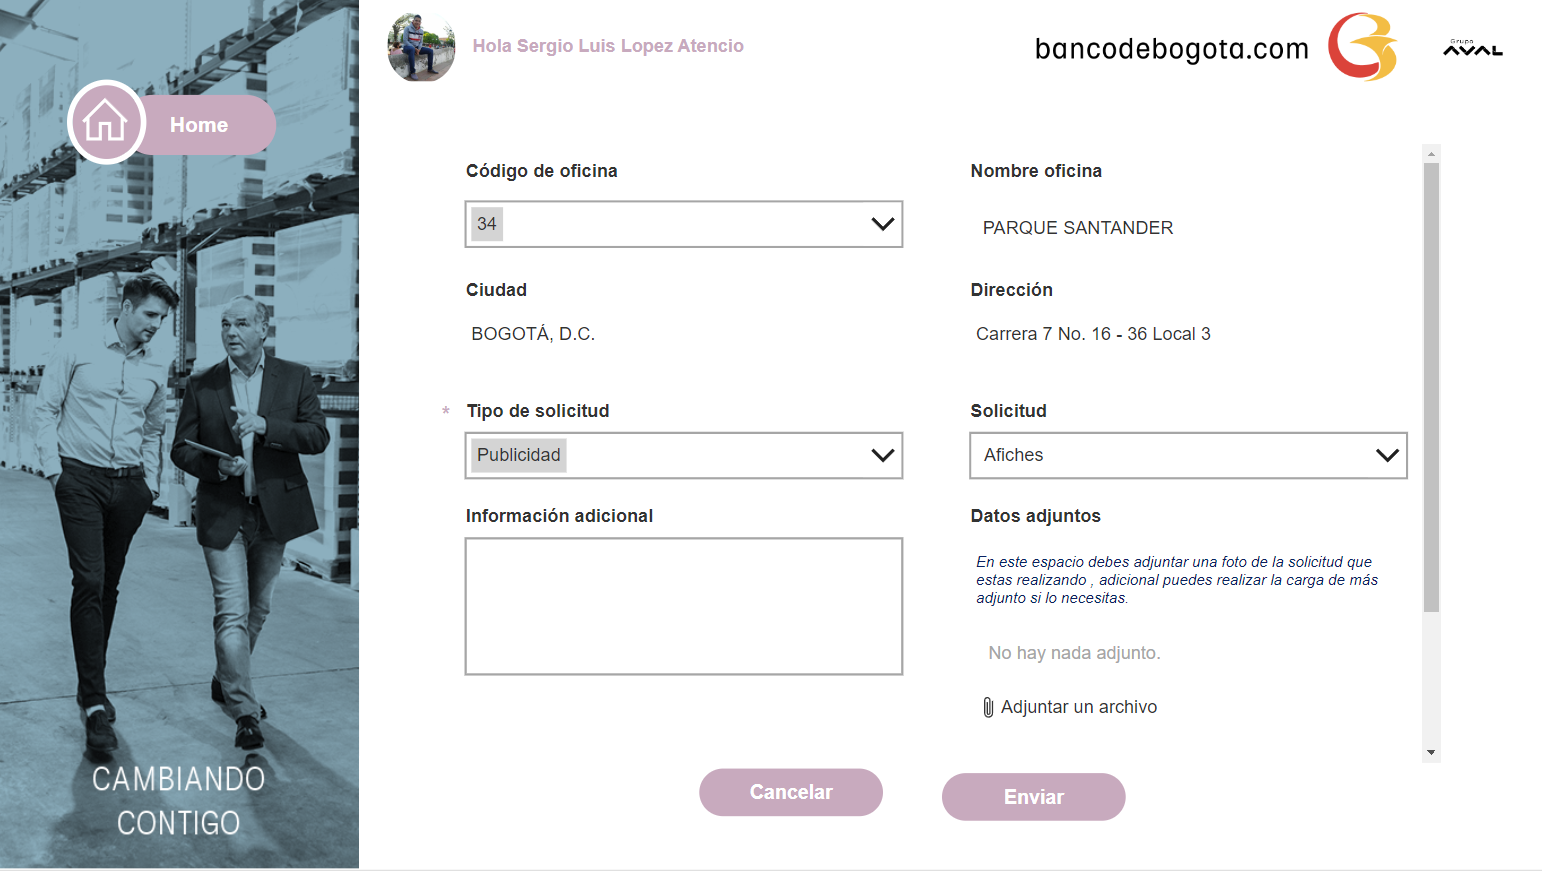 Hola Sergio Luis Lopez Atencio
bancodebogota.com
Grupo
AVAL
Home
Código de oficina
Nombre oficina
34
PARQUE SANTANDER
Ciudad
Dirección
BOGOTÁ, D.C.
Carrera 7 No. 16 - 36 Local 3
* Tipo de solicitud
Solicitud
Publicidad
Afiches
Información adicional
Datos adjuntos
En este espacio debes adjuntar una foto de la solicitud que
estas realizando , adicional puedes realizar la carga de más
adjunto si lo necesitas.
No hay nada adjunto.
Adjuntar un archivo
CAMBIANDO
CONTIGO
Cancelar
Enviar